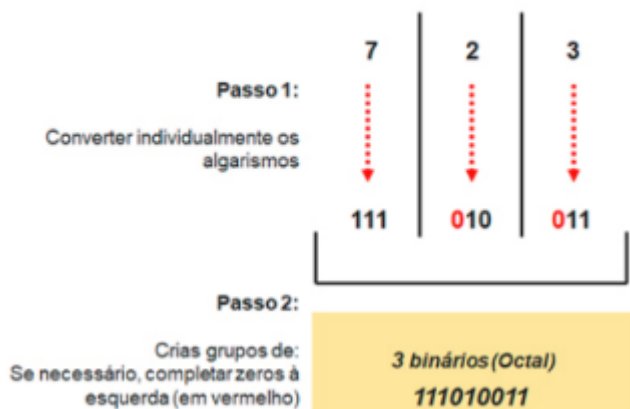 7 2 3
Passo 1:
Converter individualmente os
algarismos
111 010 011
Passo 2:
Crias grupos de:
Se necessário, completar zeros à
esquerda (em vermelho)
3 binários (Octal)
111010011